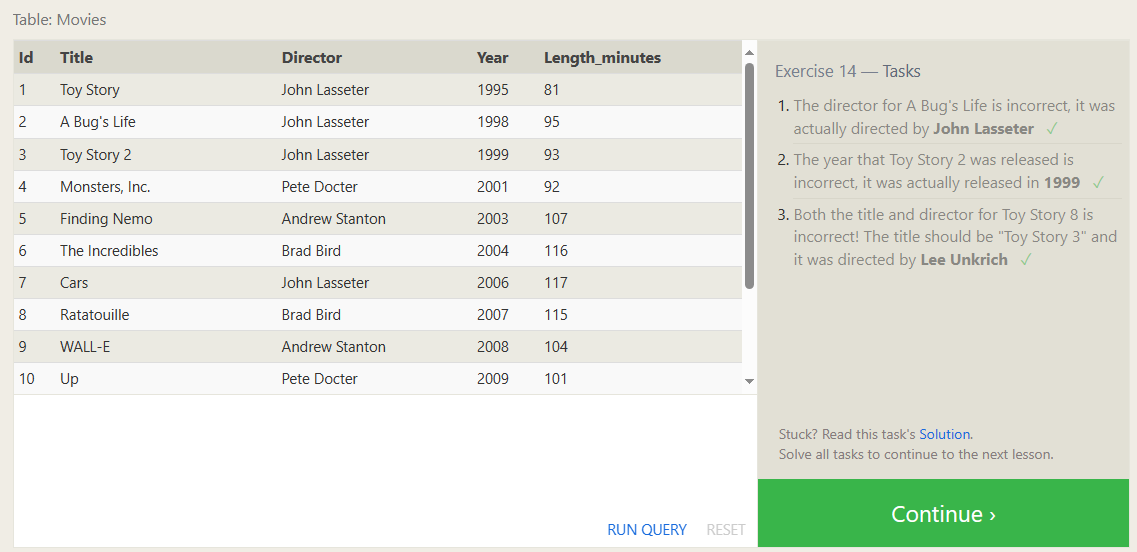 Table: Movies
Id Title Director Year Length_minutes
1 Toy Story John Lasseter 1995 81
2 A Bug's Life John Lasseter 1998 95
3 Toy Story 2 John Lasseter 1999 93
4 Monsters, Inc. Pete Docter 2001 92
5 Finding Nemo Andrew Stanton 2003 107
6 The Incredibles Brad Bird 2004 116
7 Cars John Lasseter 2006 117
8 Ratatouille Brad Bird 2007 115
9 WALL-E Andrew Stanton 2008 104
10 Up Pete Docter 2009 101
RUN QUERY RESET
Exercise 14 — Tasks
1. The director for A Bug's Life is incorrect, it was
actually directed by John Lasseter ✓
2. The year that Toy Story 2 was released is
incorrect, it was actually released in 1999 ✓
3. Both the title and director for Toy Story 8 is
incorrect! The title should be "Toy Story 3" and
it was directed by Lee Unkrich ✓
Stuck? Read this task's Solution.
Solve all tasks to continue to the next lesson.
Continue ›